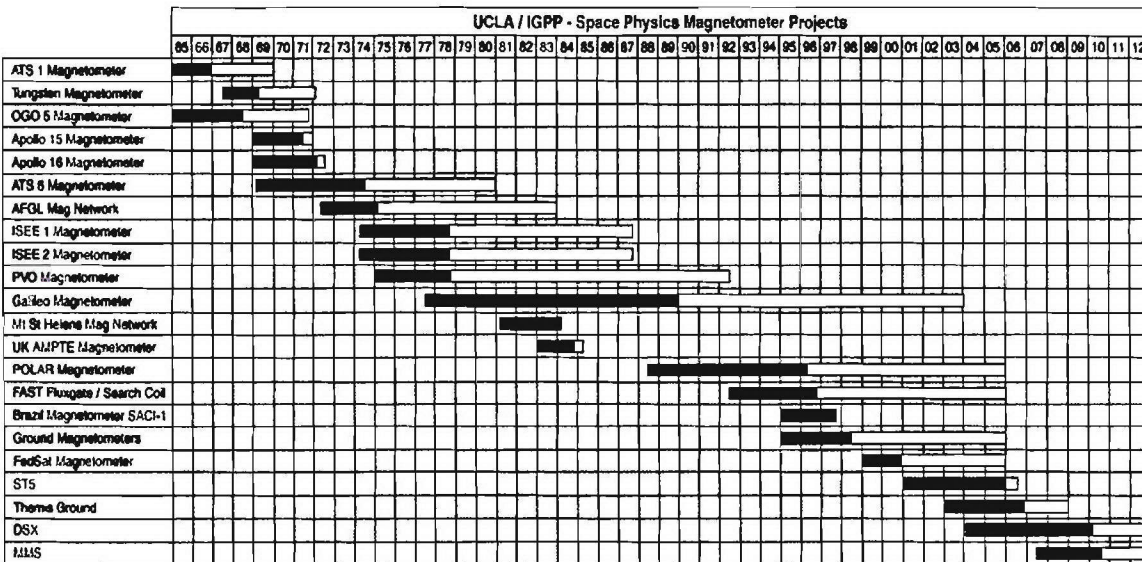 UCLA / IGPP - Space Physics Magnetometer Projects
65 66 67 68 69 70 71 72 73 74 75 76 77 78 79 80 81 82 83 84 85 86 87 88 89 90 91 92 93 94 95 96 97 98 99 00 01 02 03 04 05 06 07 08 09 10 11 12
ATS 1 Magnetometer
Tungsten Magnetometer
OGO 5 Magnetometer
Apollo 15 Magnetometer
Apollo 16 Magnetometer
ATS 6 Magnetometer
AFGL Mag Network
ISEE 1 Magnetometer
ISEE 2 Magnetometer
PVO Magnetometer
Galileo Magnetometer
Mt St Helens Mag Network
UK AMPTE Magnetometer
POLAR Magnetometer
FAST Fluxgate / Search Coil
Brazil Magnetometer SACI-1
Ground Magnetometers
FedSat Magnetometer
ST5
Themis Ground
DSX
MMS